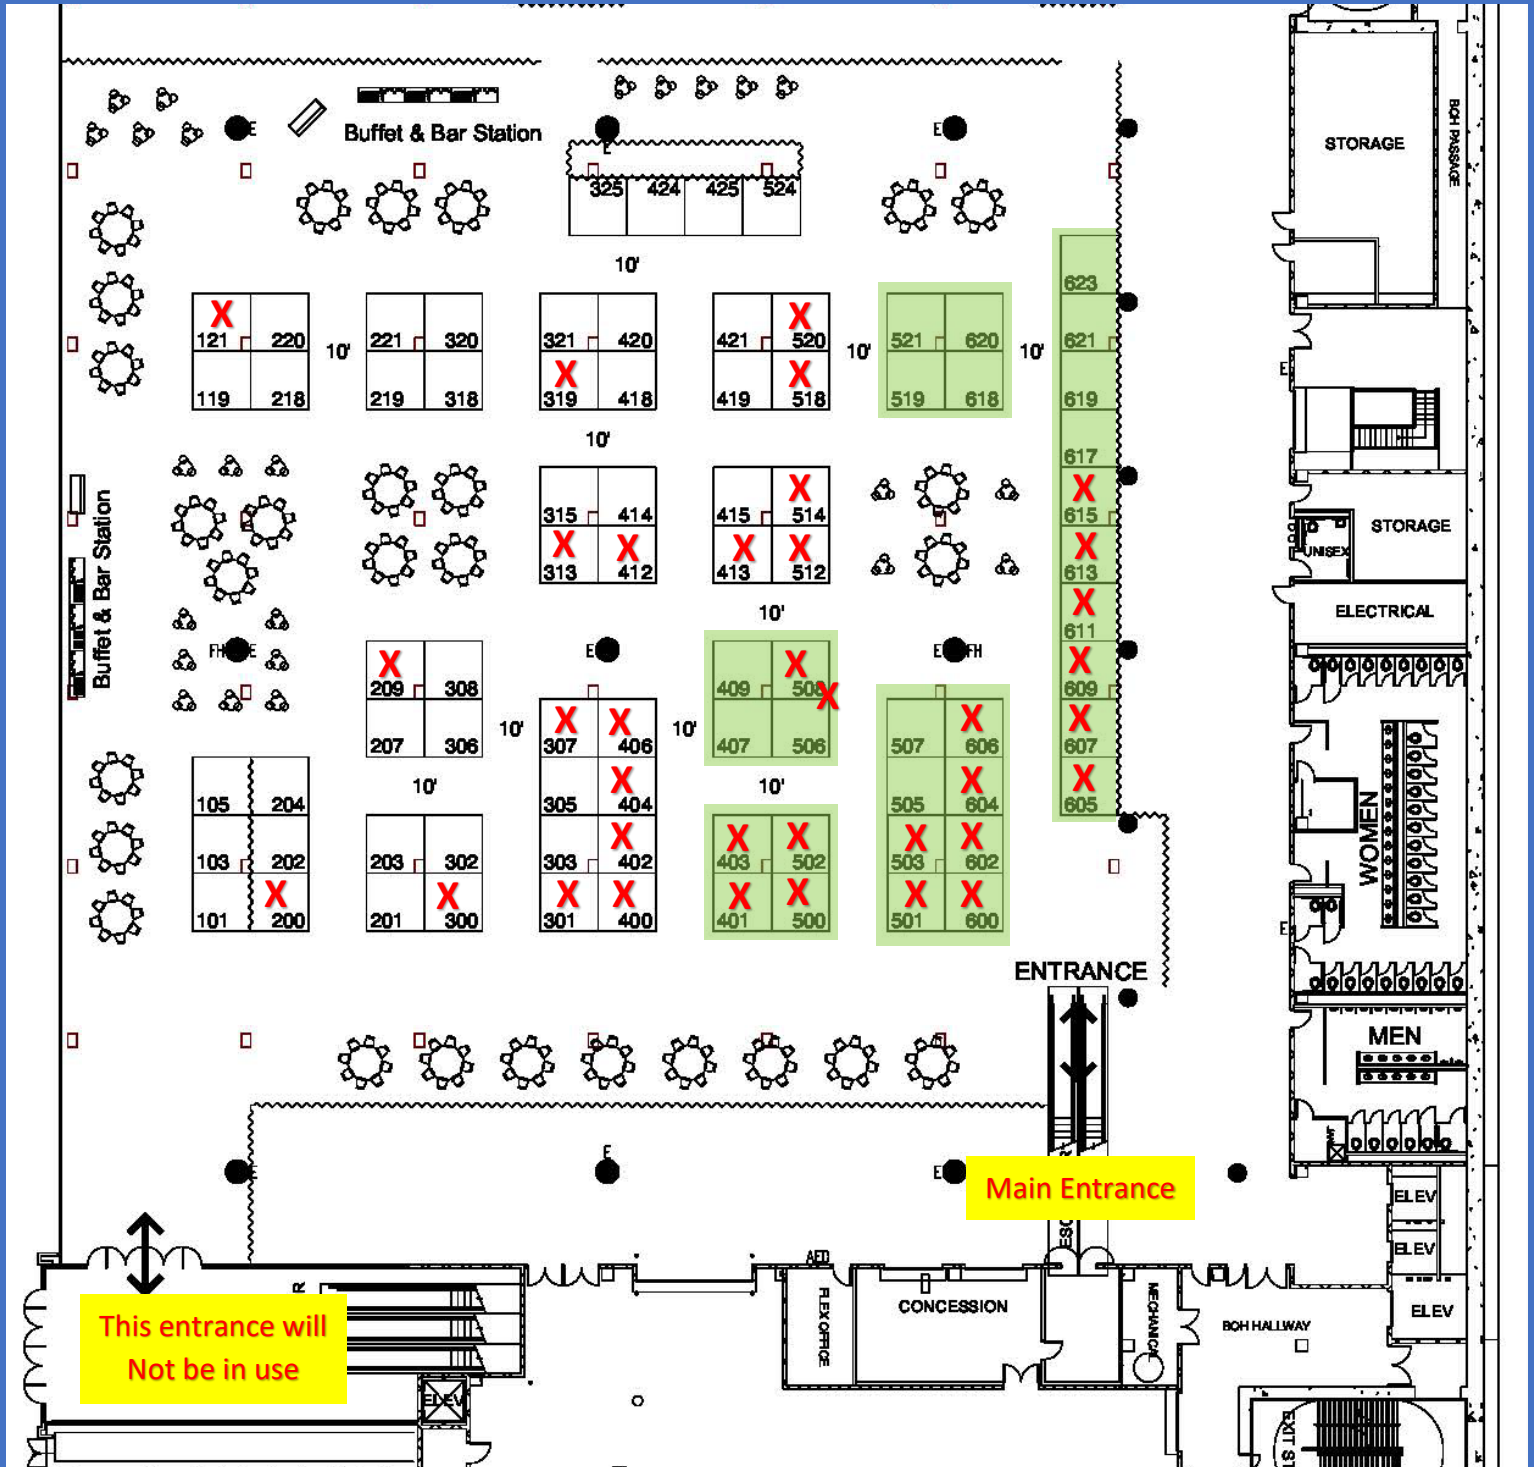 E
Buffet & Bar Station
E
E
STORAGE
BOH PASSAGE
325 424 425 524
10'
623
X X
121 220 221 320 321 420 421 520 521 620 621
10' 10' 10'
E
X X
119 218 219 318 319 418 419 518 519 618 619
10'
617
X X
315 414 415 514 615
STORAGE
Buffet & Bar Station
X X X X X
313 412 413 512 613
UNISEX
10'
X
611
ELECTRICAL
FH E
E
E FH
X X X
209 308 409 508 609
X
X X X X
207 306 307 406 407 506 507 606 607
10' 10'
10' 10'
X X X
105 204 305 404 505 604 605
WOMEN
X X X X X
103 202 203 302 303 402 403 502 503 602
X X X X X X X X
101 200 201 300 301 400 401 500 501 600
E
ENTRANCE
MEN
E
E
E
Main Entrance
ELEV
ELEV
AED
R
FLEX OFFICE
CONCESSION
MECHANICAL
BOH HALLWAY
ELEV
This entrance will
Not be in use
ELEV